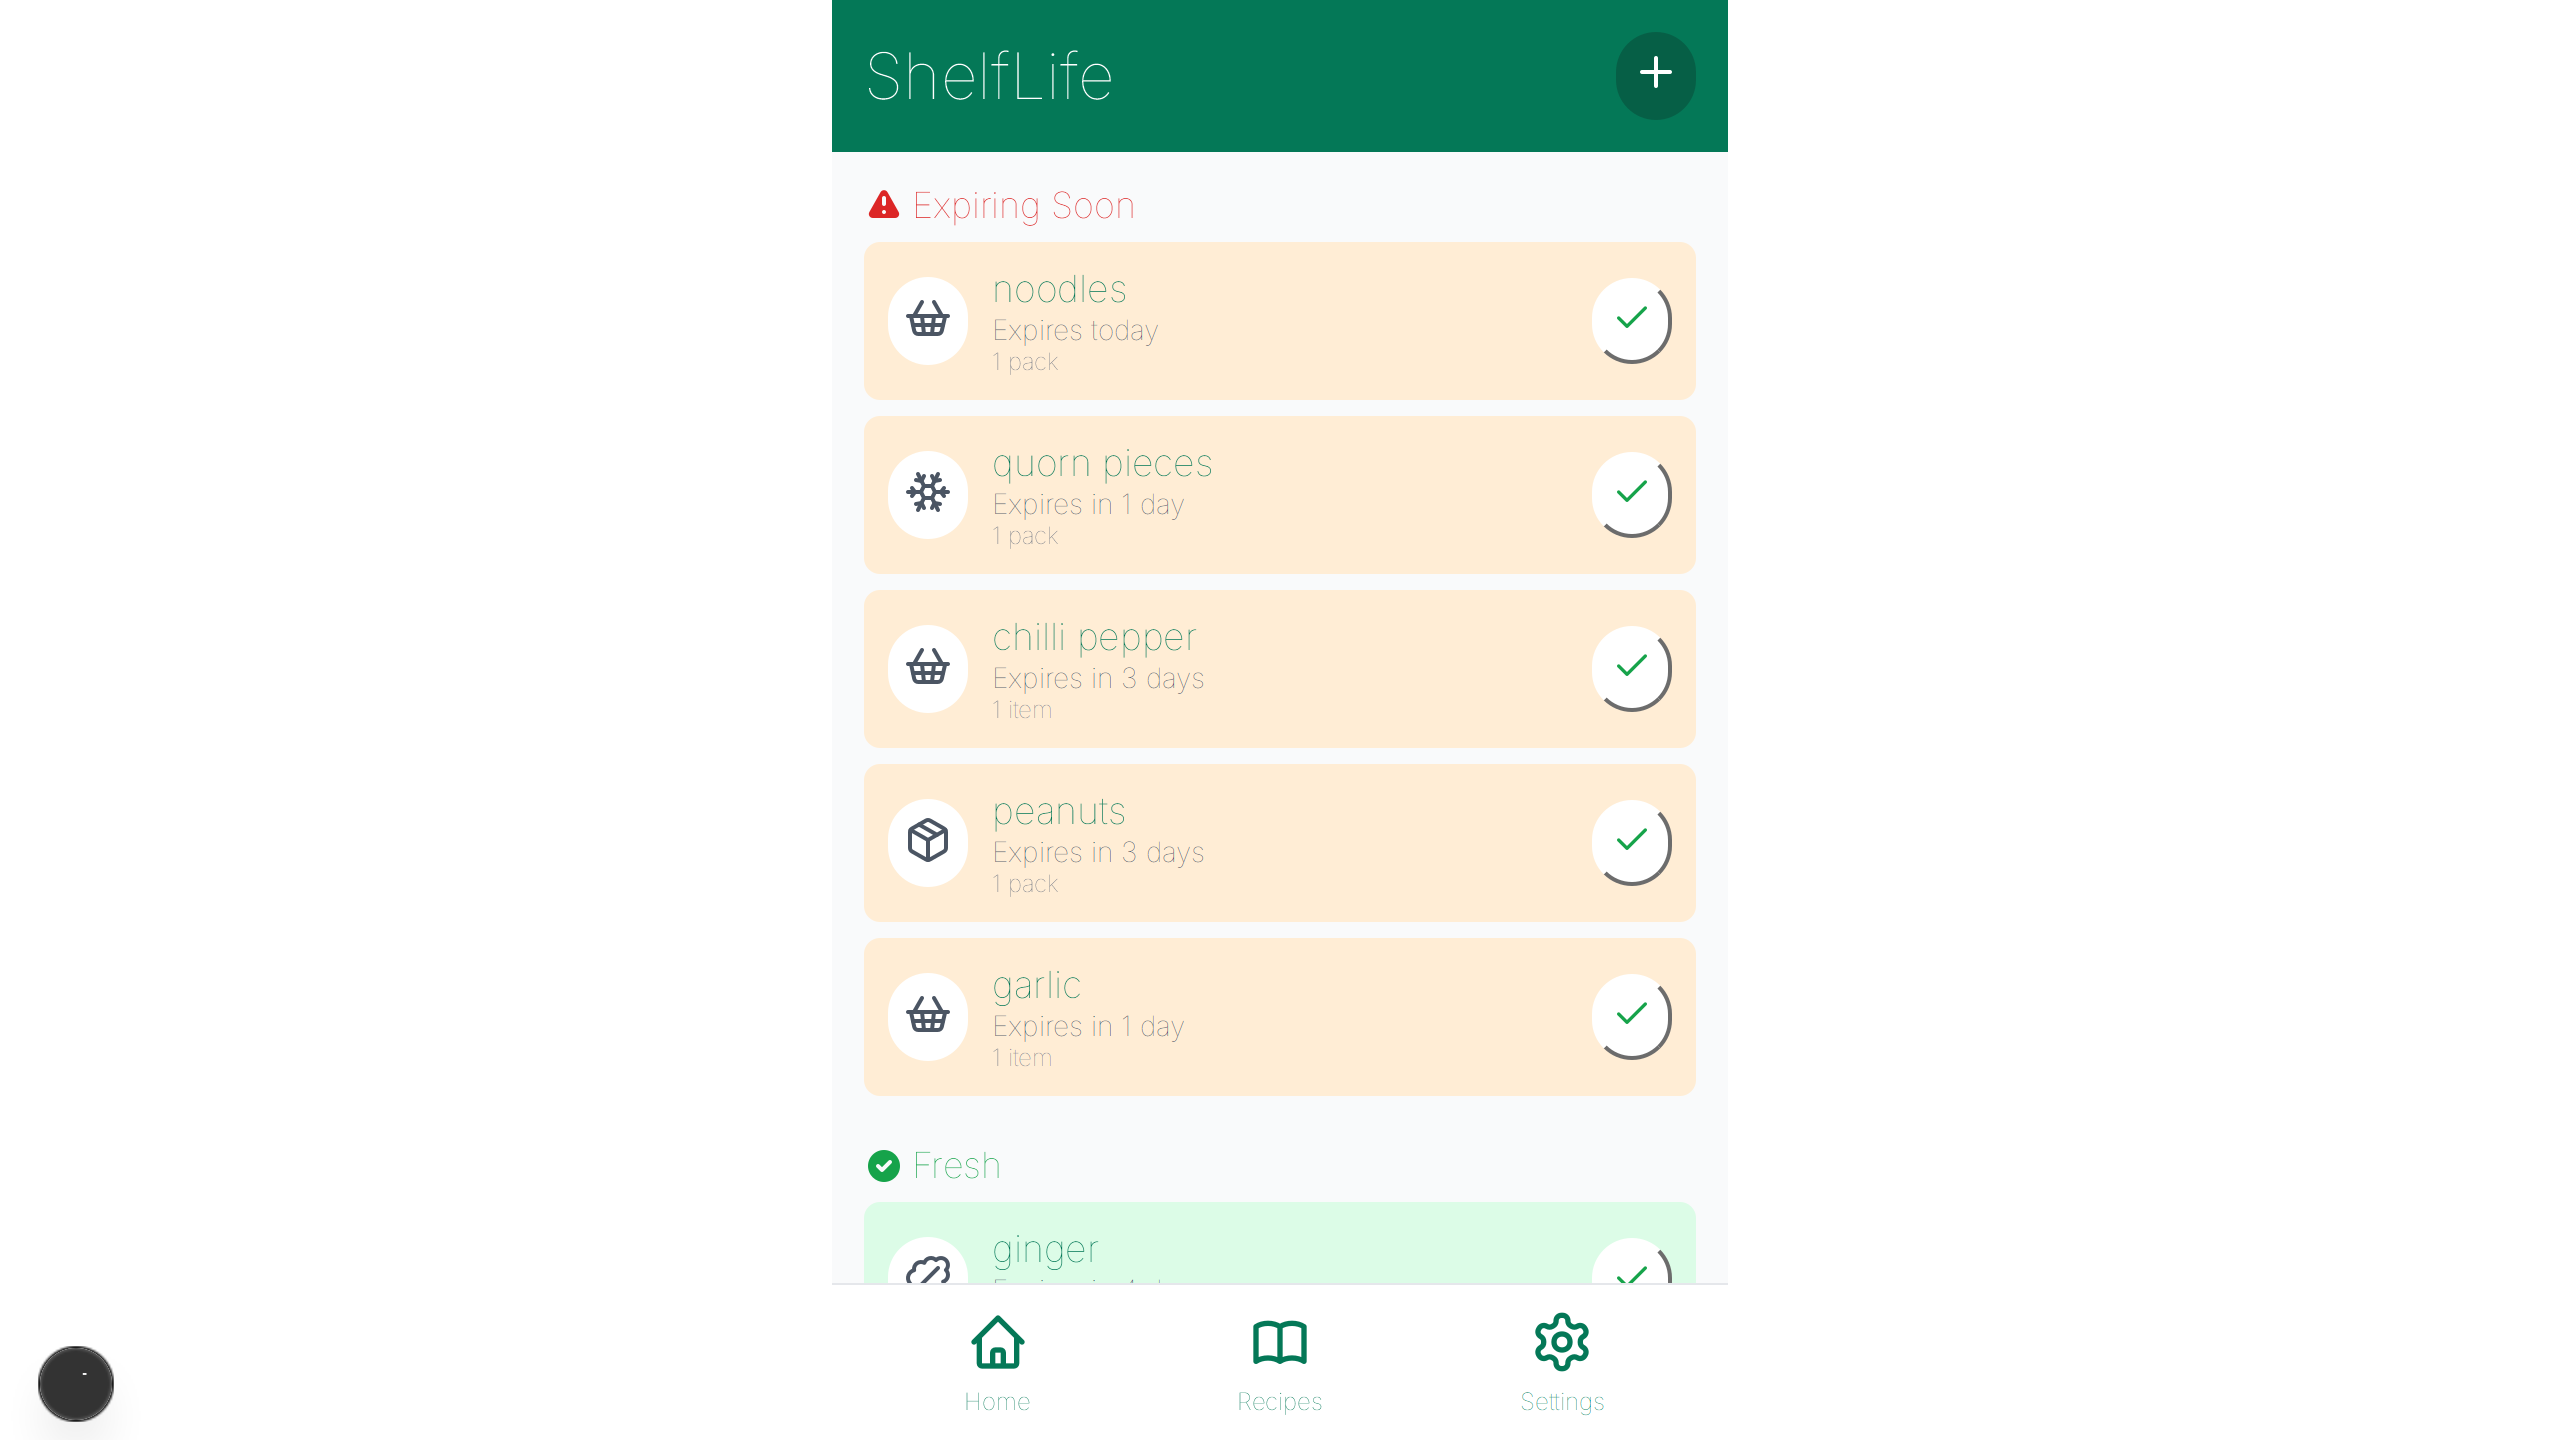 ShelfLife
Expiring Soon
noodles
Expires today
1 pack
quorn pieces
Expires in 1 day
1 pack
chilli pepper
Expires in 3 days
1 item
peanuts
Expires in 3 days
1 pack
garlic
Expires in 1 day
1 item
Fresh
ginger
Home
Recipes
Settings